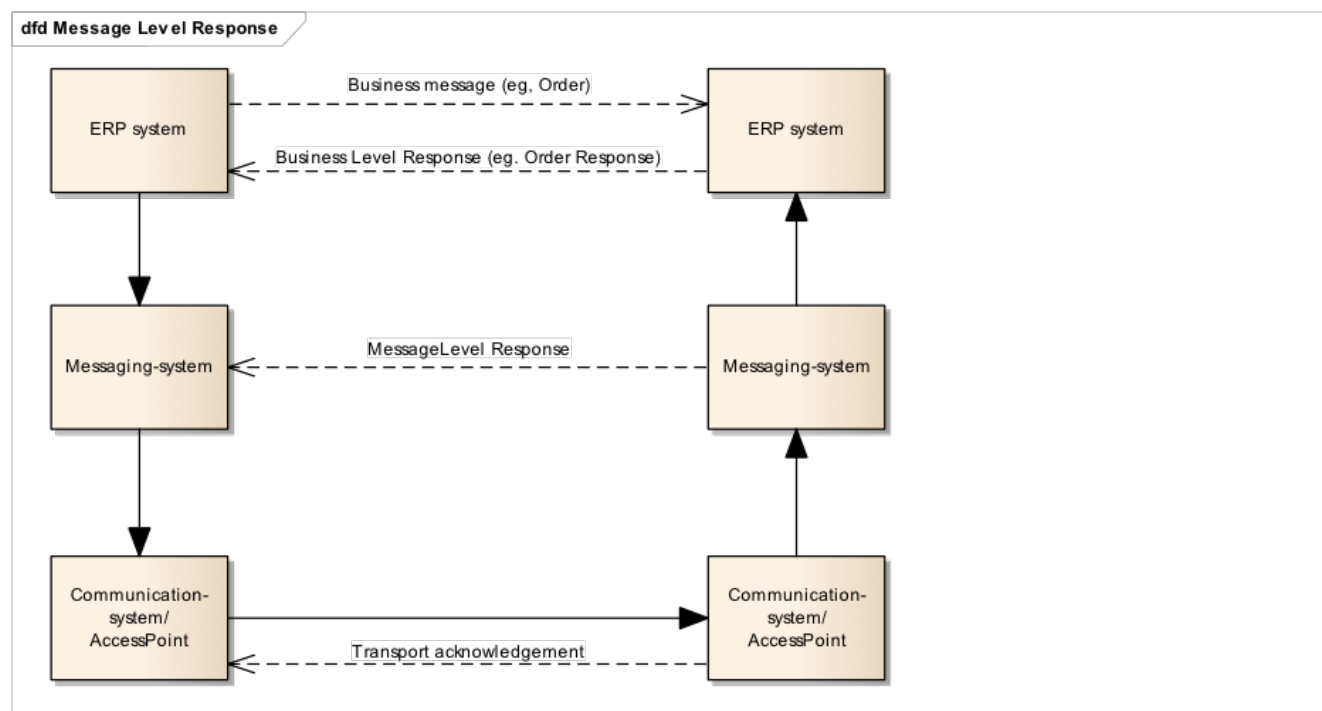 dfd Message Level Response
Business message (eg, Order)
ERP system
ERP system
Business Level Response (eg. Order Response)
MessageLevel Response
Messaging-system
Messaging-system
Communication-
system/
AccessPoint
Communication-
system/
AccessPoint
Transport acknowledgement